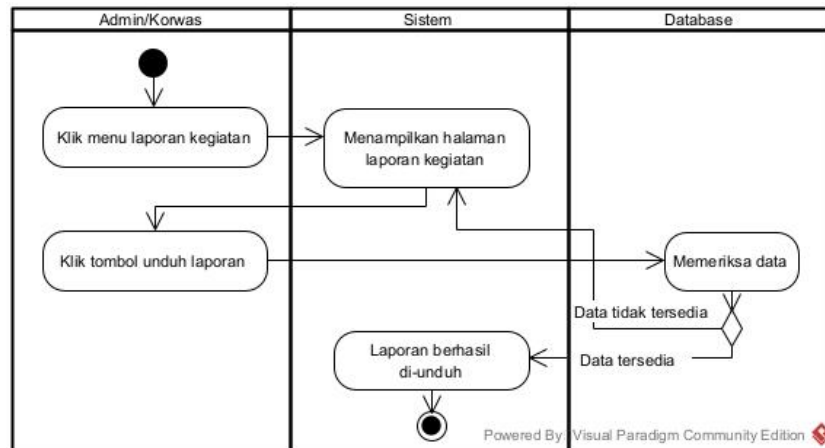 Admin/Korwas
Sistem
Database
Klik menu laporan kegiatan
Menampilkan halaman
laporan kegiatan
Klik tombol unduh laporan
Memeriksa data
Data tidak tersedia
Laporan berhasil
di-unduh
Data tersedia
Powered By: Visual Paradigm Community Edition